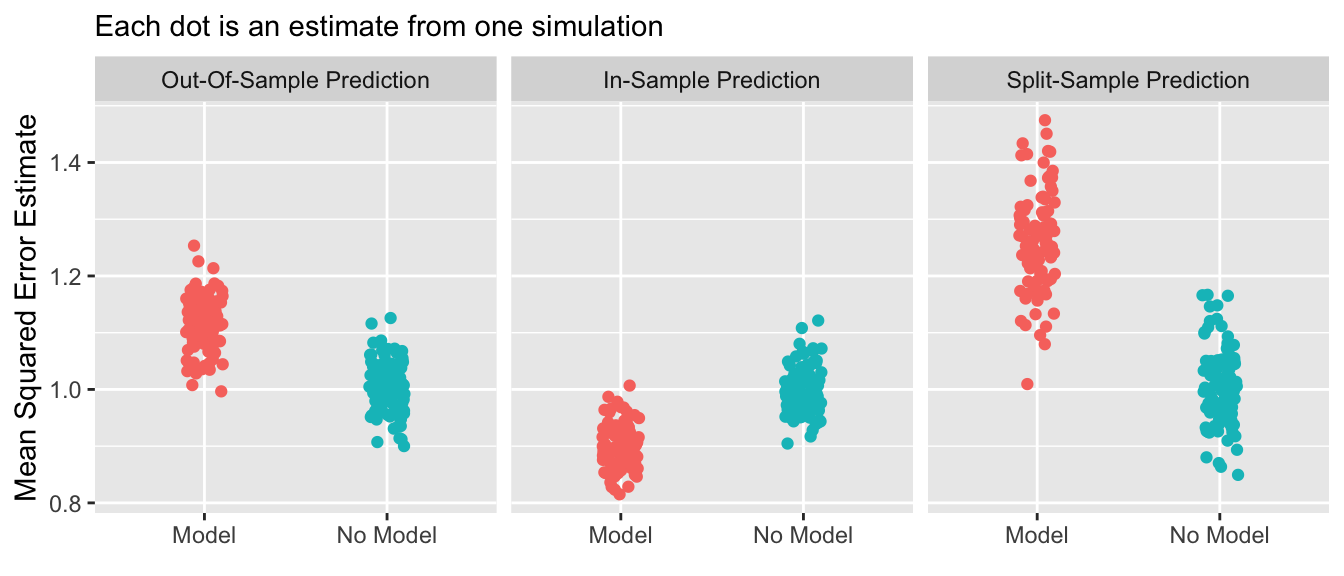 Each dot is an estimate from one simulation
Out-Of-Sample Prediction
In-Sample Prediction
Split-Sample Prediction
Mean Squared Error Estimate
1.4
1.2
1.0
0.8
Model
No Model
Model
No Model
Model
No Model